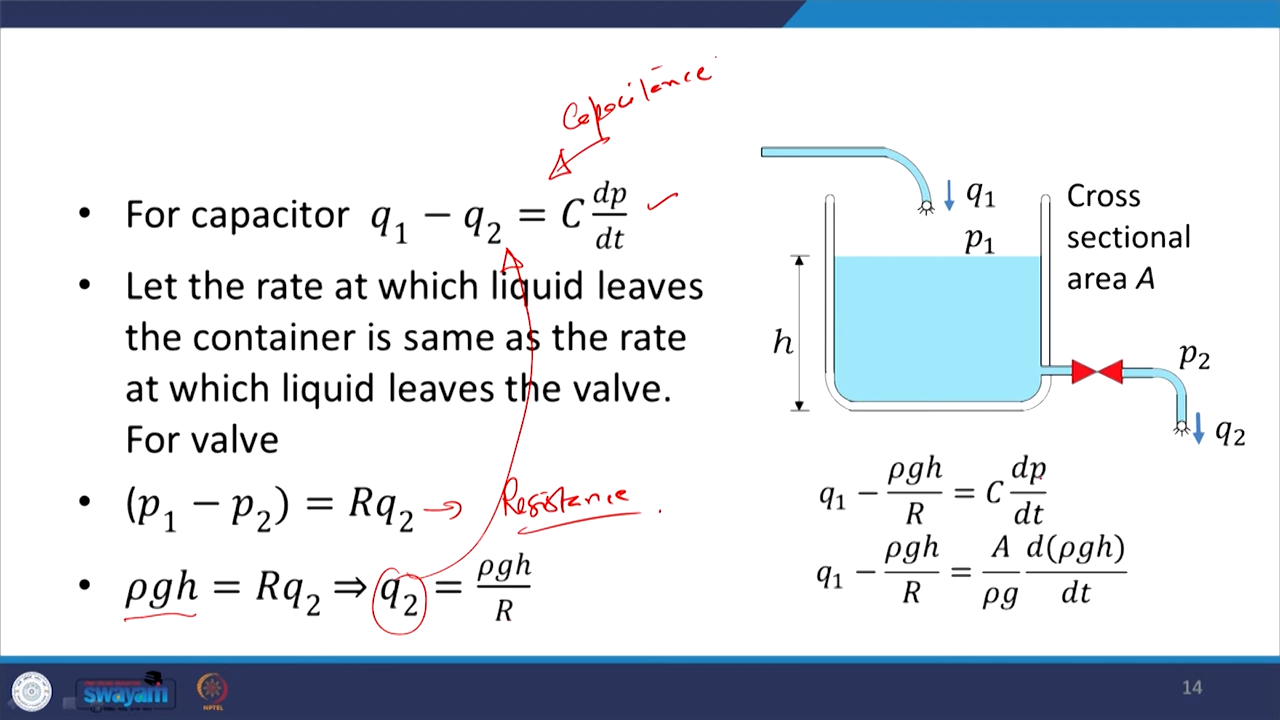 Capacitance
• For capacitor q₁ − q₂ = C dp/dt
• Let the rate at which liquid leaves
the container is same as the rate
at which liquid leaves the valve.
For valve
• (p₁ − p₂) = Rq₂ → Resistance
• ρgh = Rq₂ ⇒ q₂ = ρgh/R
q₁
p₁
Cross
sectional
area A
h
p₂
q₂
q₁ − ρgh/R = C dp/dt
q₁ − ρgh/R = A/ρg d(ρgh)/dt
swayam
NPTEL
14